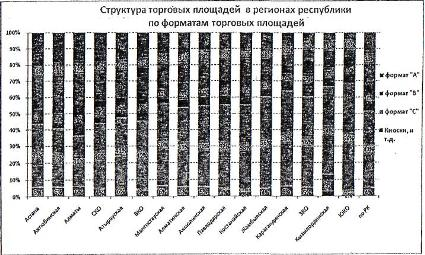 Структура торговых площадей в регионах республики
по форматам торговых площадей
100%
90%
80%
70%
60%
50%
40%
30%
20%
10%
0%
формат "А"
формат "В"
формат "С"
Киоски, и
т.д.
Астана
Актюбинская
Алматы
СКО
Атырауская
ВКО
Мангистауская
Алматинская
Акмолинская
Павлодарская
Костанайская
Жамбылская
Карагандинская
ЗКО
Кызылординская
ЮКО
по РК